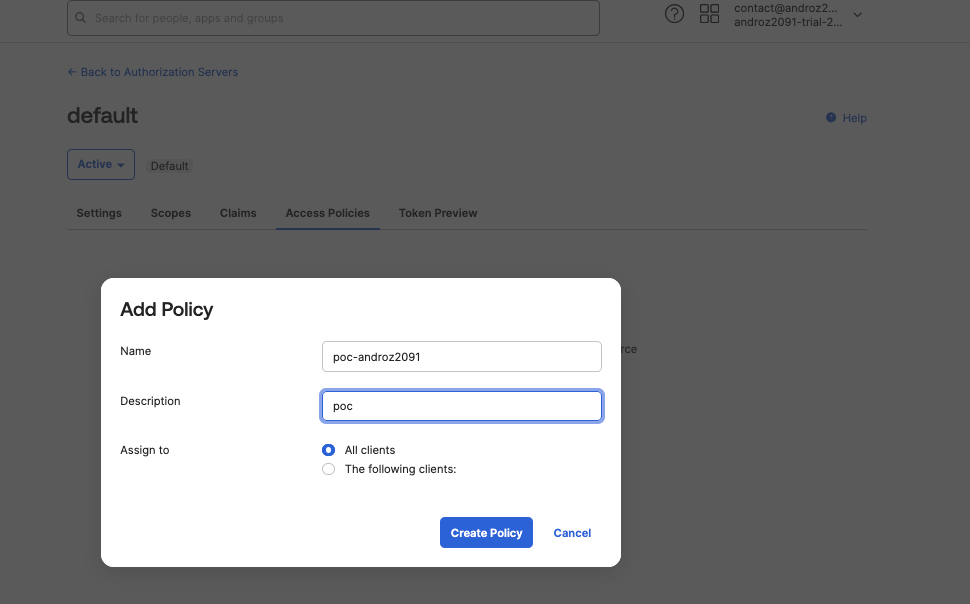 Search for people, apps and groups
contact@androz2...
androz2091-trial-2...
← Back to Authorization Servers
default
Help
Active
Default
Settings
Scopes
Claims
Access Policies
Token Preview
Add Policy
Name
poc-androz2091
rce
Description
poc
Assign to
All clients
The following clients:
Create Policy
Cancel